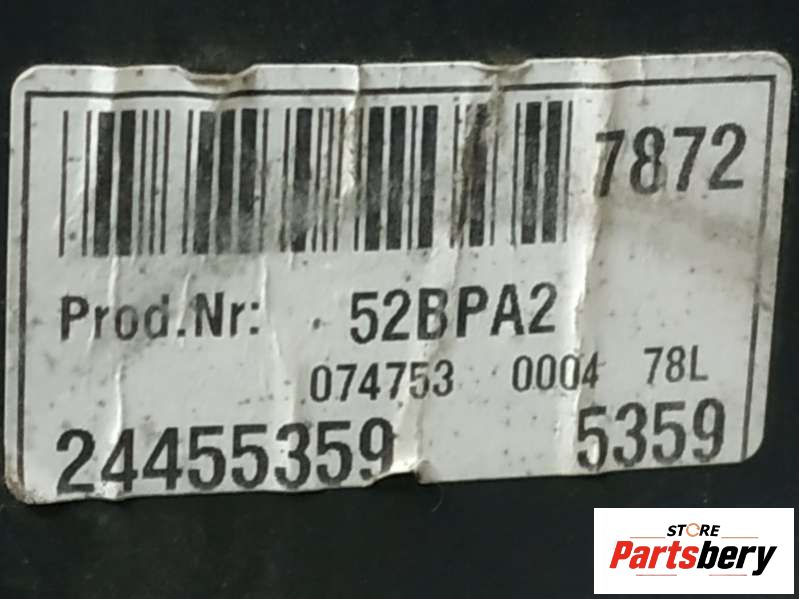 7872
Prod.Nr: 52BPA2
074753 0004 78L
24455359 5359
STORE
Partsbery